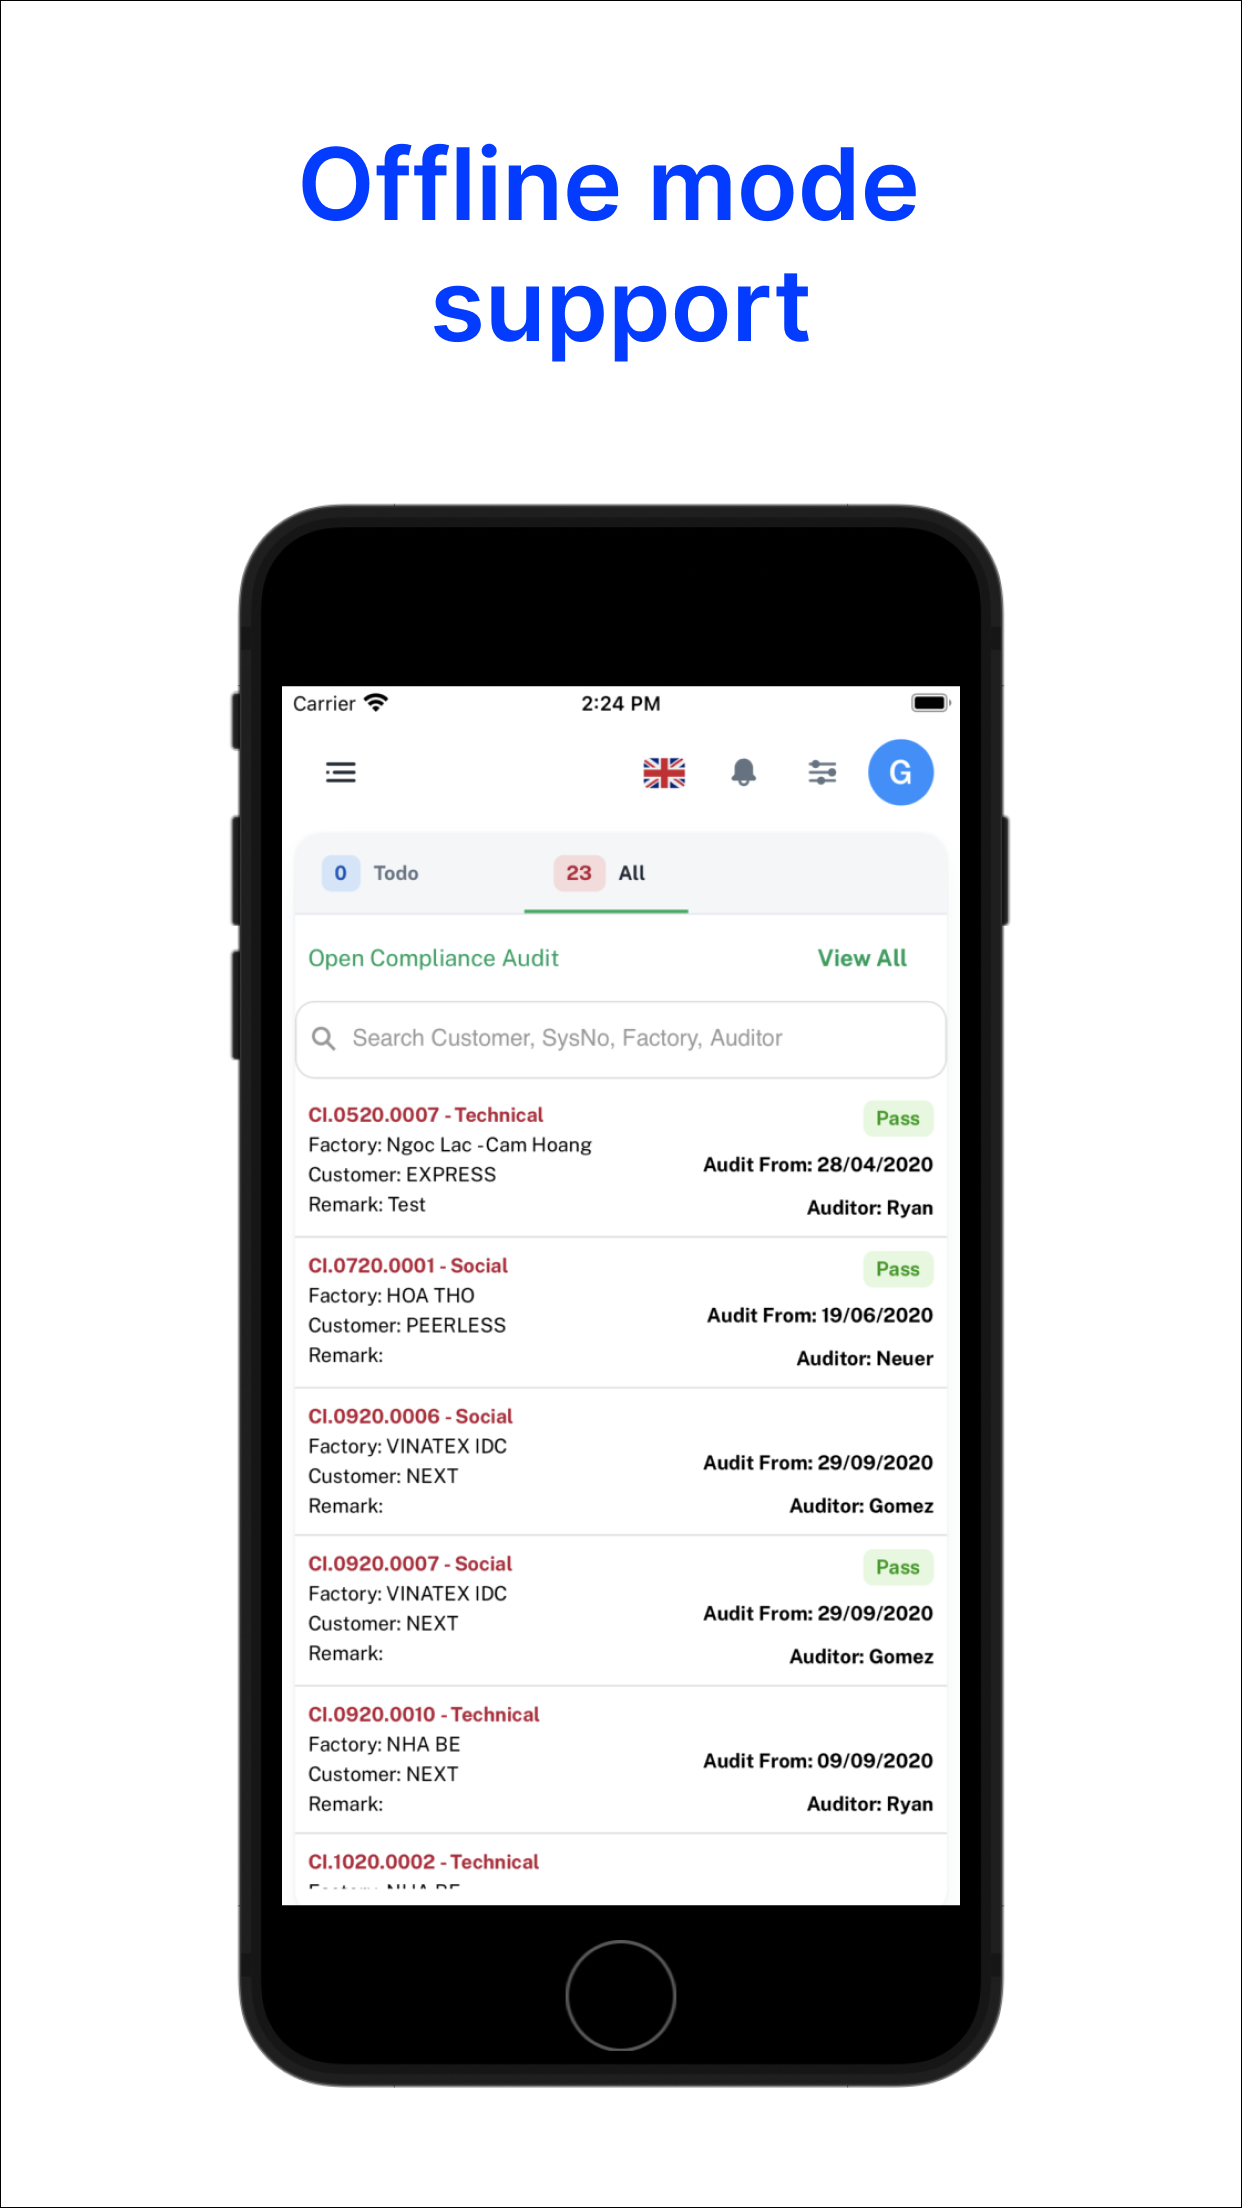 Offline mode
support
Carrier 2:24 PM
G
0 Todo 23 All
Open Compliance Audit View All
Search Customer, SysNo, Factory, Auditor
CI.0520.0007 - Technical Pass
Factory: Ngoc Lac - Cam Hoang
Audit From: 28/04/2020
Customer: EXPRESS
Remark: Test
Auditor: Ryan
CI.0720.0001 - Social Pass
Factory: HOA THO
Audit From: 19/06/2020
Customer: PEERLESS
Remark:
Auditor: Neuer
CI.0920.0006 - Social
Factory: VINATEX IDC
Audit From: 29/09/2020
Customer: NEXT
Remark:
Auditor: Gomez
CI.0920.0007 - Social Pass
Factory: VINATEX IDC
Audit From: 29/09/2020
Customer: NEXT
Remark:
Auditor: Gomez
CI.0920.0010 - Technical
Factory: NHA BE
Audit From: 09/09/2020
Customer: NEXT
Remark:
Auditor: Ryan
CI.1020.0002 - Technical